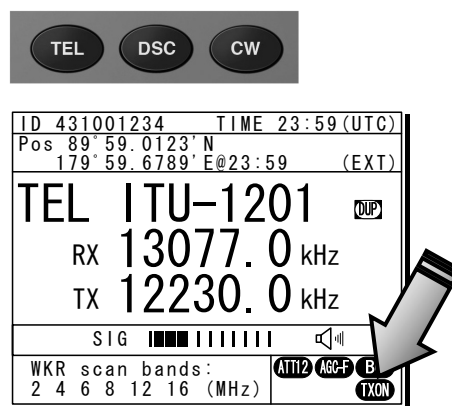 TEL DSC CW
ID 431001234 TIME 23:59(UTC)
Pos 89°59.0123'N
179°59.6789'E@23:59 (EXT)
TEL ITU-1201 DUP
RX 13077.0 kHz
TX 12230.0 kHz
SIG
WKR scan bands: ATT12 AGC-F B
2 4 6 8 12 16 (MHz) TXON